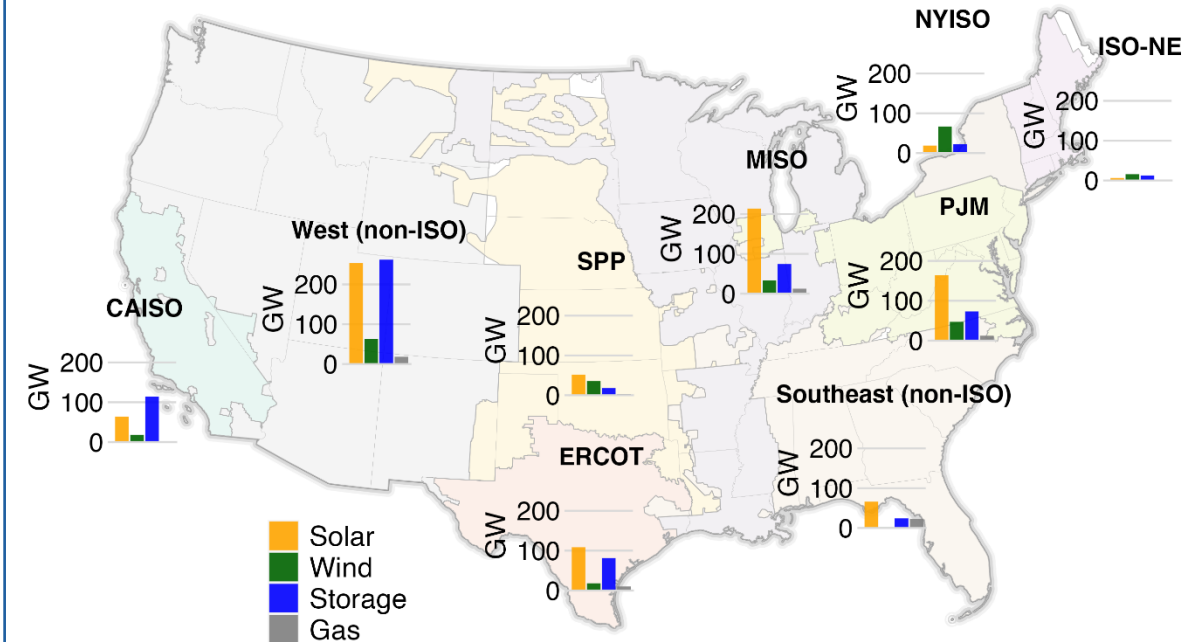 NYISO
GW
200
100
0
ISO-NE
GW
200
100
0
MISO
GW
200
100
0
PJM
GW
200
100
0
West (non-ISO)
GW
200
100
0
SPP
GW
200
100
0
CAISO
GW
200
100
0
Southeast (non-ISO)
GW
200
100
0
ERCOT
GW
200
100
0
Solar
Wind
Storage
Gas